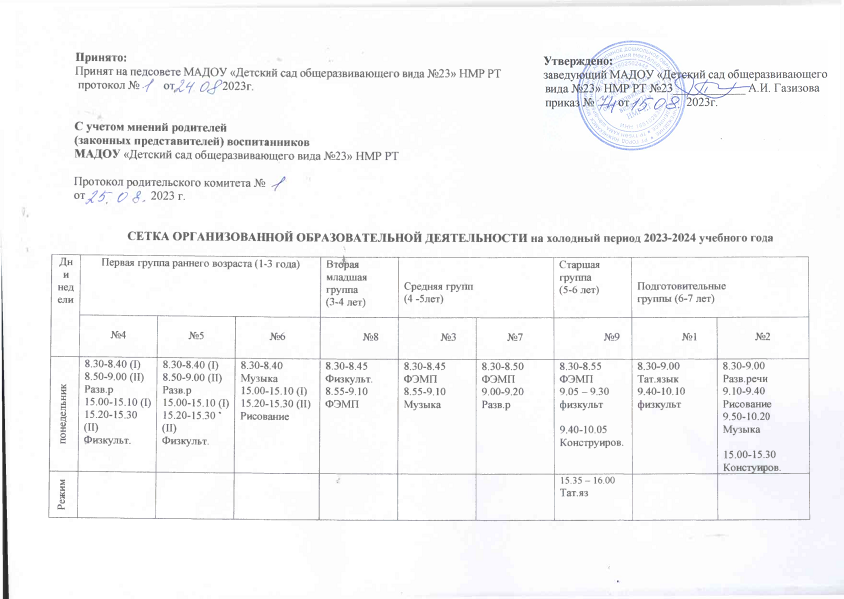 Принято:
Принят на педсовете МАДОУ «Детский сад общеразвивающего вида №23» НМР РТ
протокол № 1 от 24 08 2023г.
Утверждено:
заведующий МАДОУ «Детский сад общеразвивающего
вида №23» НМР РТ №23 А.И. Газизова
приказ № 74 от 15.08. 2023г.
С учетом мнений родителей
(законных представителей) воспитанников
МАДОУ «Детский сад общеразвивающего вида №23» НМР РТ
Протокол родительского комитета № 1
от 25.08. 2023 г.
СЕТКА ОРГАНИЗОВАННОЙ ОБРАЗОВАТЕЛЬНОЙ ДЕЯТЕЛЬНОСТИ на холодный период 2023-2024 учебного года
Дн
и
нед
ели
Первая группа раннего возраста (1-3 года)
Вторая
младшая
группа
(3-4 лет)
Средняя групп
(4 -5лет)
Старшая
группа
(5-6 лет)
Подготовительные
группы (6-7 лет)
№4 №5 №6 №8 №3 №7 №9 №1 №2
понедельник
8.30-8.40 (I)
8.50-9.00 (II)
Разв.р
15.00-15.10 (I)
15.20-15.30
(II)
Физкульт.
8.30-8.40 (I)
8.50-9.00 (II)
Разв.р
15.00-15.10 (I)
15.20-15.30
(II)
Физкульт.
8.30-8.40
Музыка
15.00-15.10 (I)
15.20-15.30 (II)
Рисование
8.30-8.45
Физкульт.
8.55-9.10
ФЭМП
8.30-8.45
ФЭМП
8.55-9.10
Музыка
8.30-8.50
ФЭМП
9.00-9.20
Разв.р
8.30-8.55
ФЭМП
9.05 – 9.30
физкульт
9.40-10.05
Конструиров.
8.30-9.00
Тат.язык
9.40-10.10
физкульт
8.30-9.00
Разв.речи
9.10-9.40
Рисование
9.50-10.20
Музыка
15.00-15.30
Констуиров.
Режим
15.35 – 16.00
Тат.яз